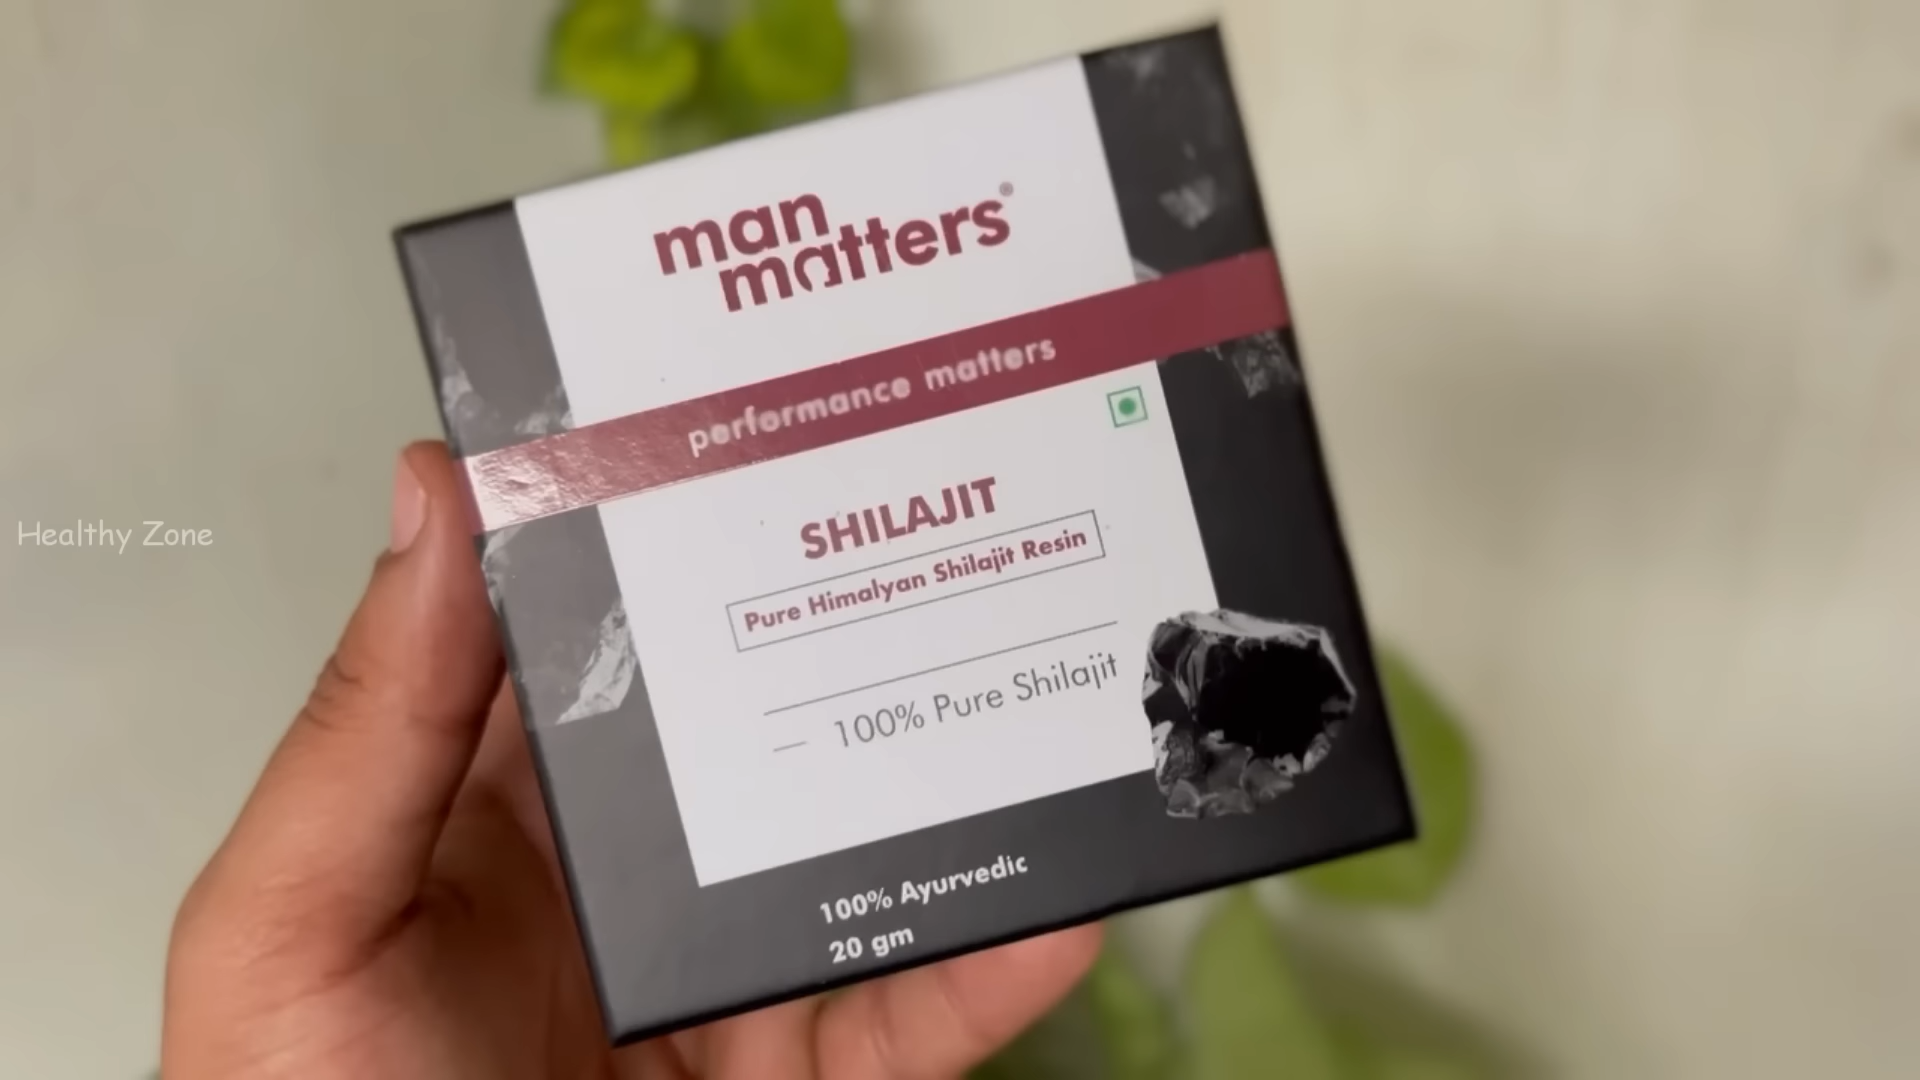 man
matters®
performance matters
SHILAJIT
Pure Himalyan Shilajit Resin
— 100% Pure Shilajit
100% Ayurvedic
20 gm
Healthy Zone